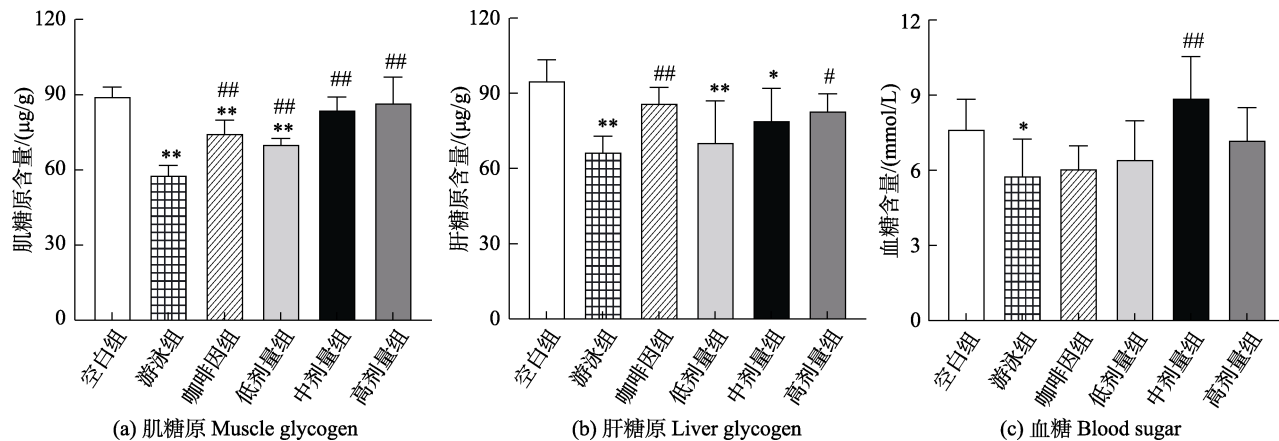 120
90
60
30
0
肌糖原含量/(μg/g)
**
##
**
##
**
##
##
空白组
游泳组
咖啡因组
低剂量组
中剂量组
高剂量组
(a) 肌糖原 Muscle glycogen
120
90
60
30
0
肝糖原含量/(μg/g)
**
##
**
*
#
空白组
游泳组
咖啡因组
低剂量组
中剂量组
高剂量组
(b) 肝糖原 Liver glycogen
12
9
6
3
0
血糖含量/(mmol/L)
*
##
空白组
游泳组
咖啡因组
低剂量组
中剂量组
高剂量组
(c) 血糖 Blood sugar